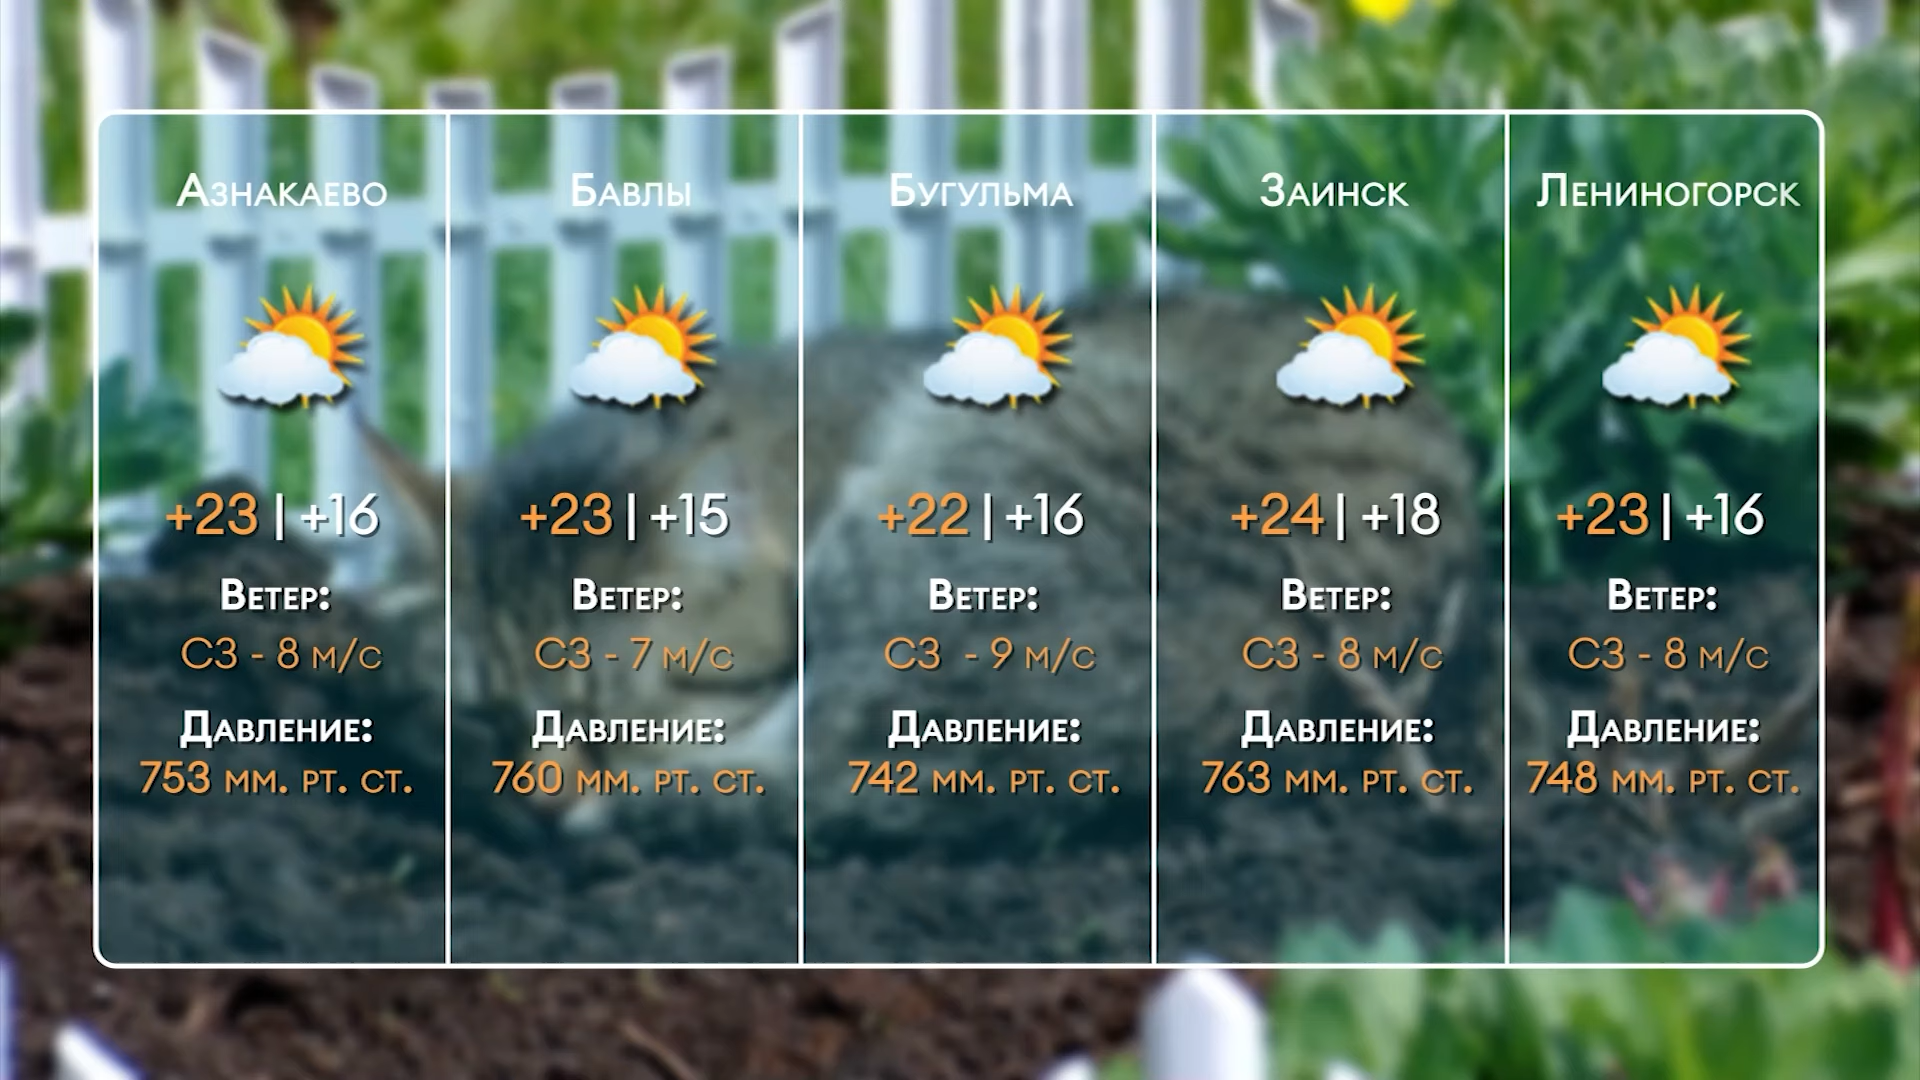 Азнакаево
+23 | +16
Ветер:
СЗ - 8 м/с
Давление:
753 мм. рт. ст.
Бавлы
+23 | +15
Ветер:
СЗ - 7 м/с
Давление:
760 мм. рт. ст.
Бугульма
+22 | +16
Ветер:
СЗ - 9 м/с
Давление:
742 мм. рт. ст.
Заинск
+24 | +18
Ветер:
СЗ - 8 м/с
Давление:
763 мм. рт. ст.
Лениногорск
+23 | +16
Ветер:
СЗ - 8 м/с
Давление:
748 мм. рт. ст.